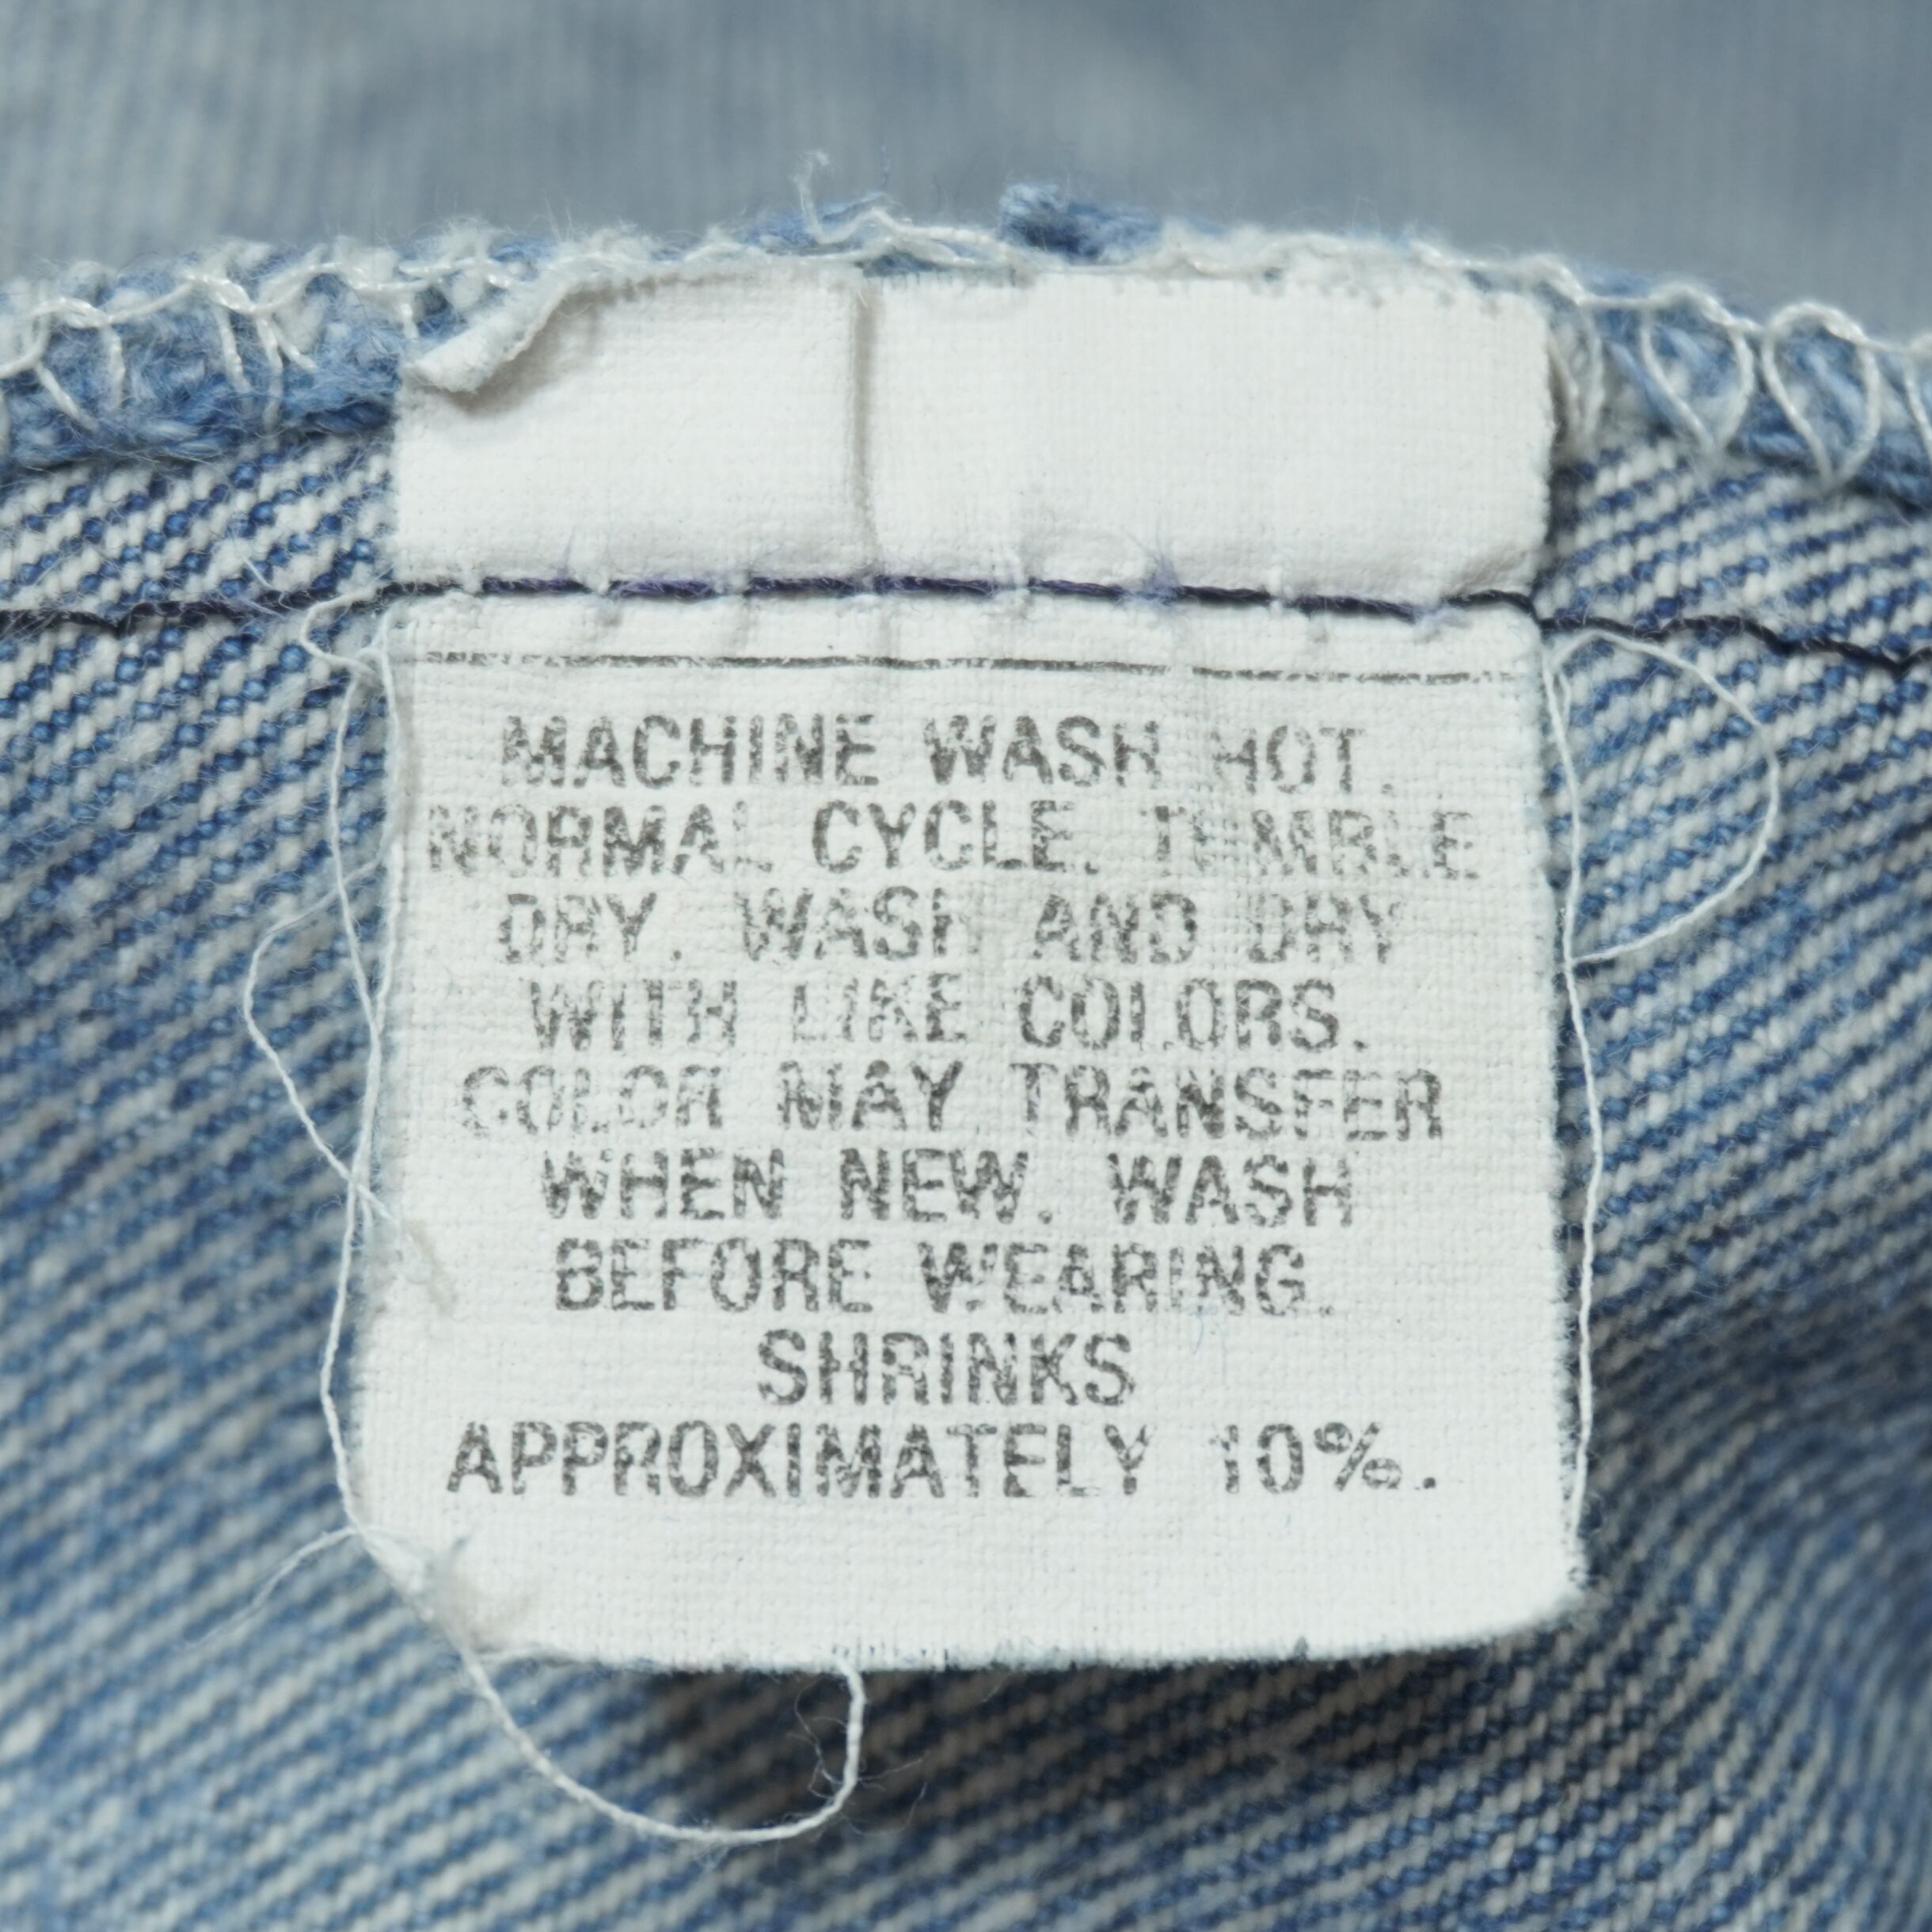 MACHINE WASH HOT.
NORMAL CYCLE. TUMBLE
DRY. WASH AND DRY
WITH LIKE COLORS.
COLOR MAY TRANSFER
WHEN NEW. WASH
BEFORE WEARING.
SHRINKS
APPROXIMATELY 10%.